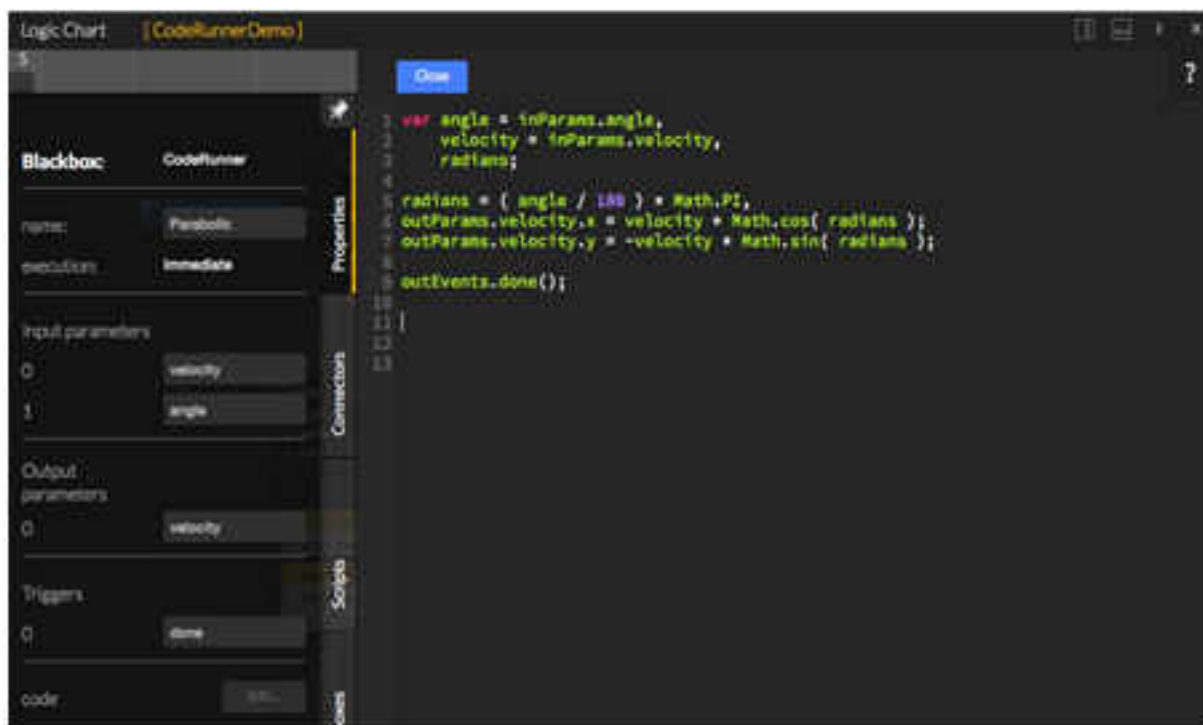 Logic Chart [CodeRunnerDemo]
5
Close
?
Blackbox: CodeRunner
name: Parabolic
execution: Immediate
Input parameters
0 velocity
1 angle
Output
parameters
0 velocity
Triggers
0 done
code
Properties
Connectors
Scripts
1 var angle = inParams.angle,
2 velocity = inParams.velocity,
3 radians;
4
5 radians = ( angle / 180 ) * Math.PI,
6 outParams.velocity.x = velocity * Math.cos( radians );
7 outParams.velocity.y = -velocity * Math.sin( radians );
8
9 outEvents.done();
10
11
12
13